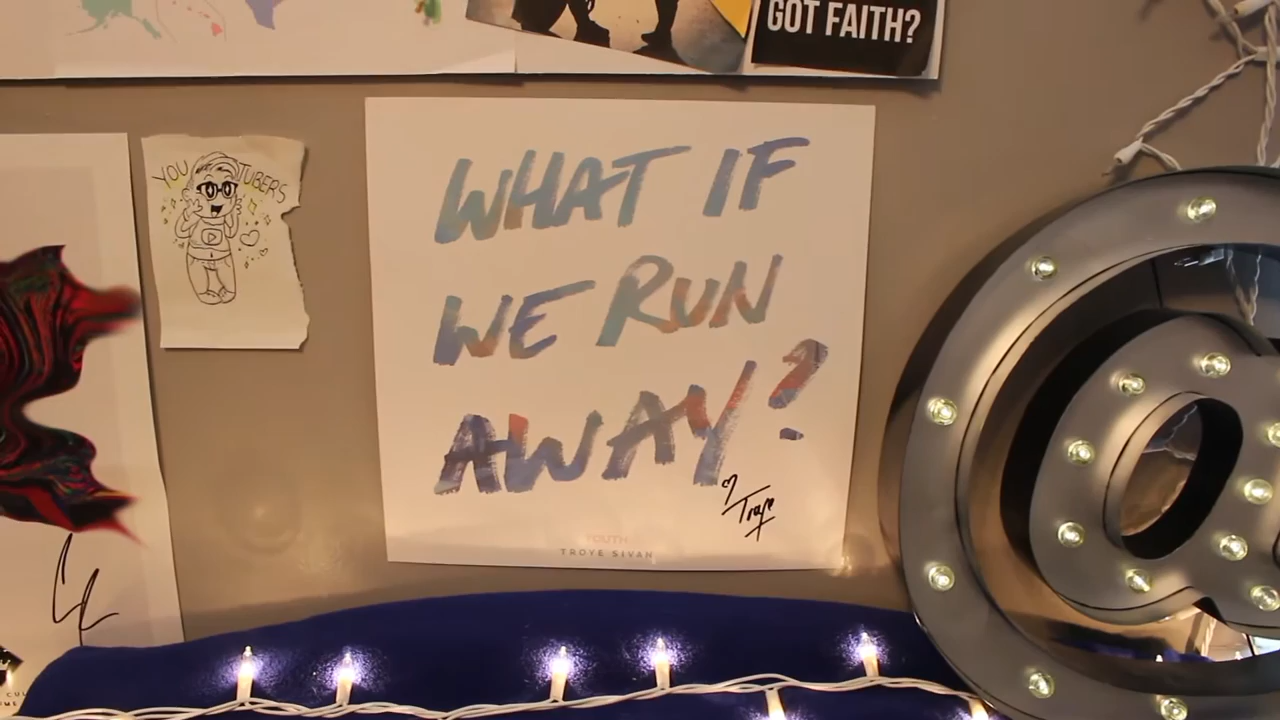 GOT FAITH?
YOU TUBERS
WHAT IF
WE RUN
AWAY?
Troye
YOUTH
TROYE SIVAN